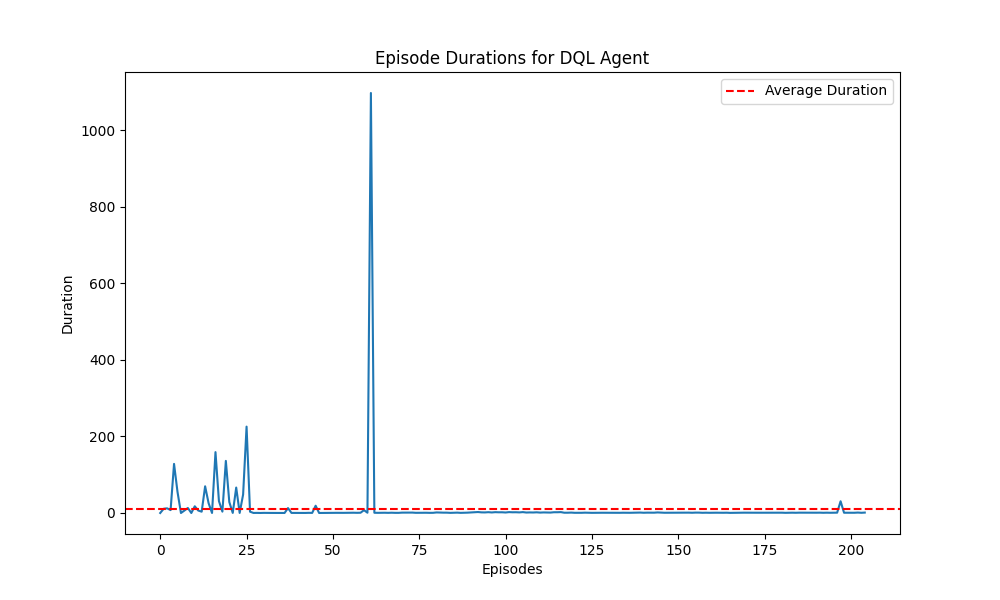 Episode Durations for DQL Agent
Average Duration
1000
800
600
400
200
0
Duration
0 25 50 75 100 125 150 175 200
Episodes